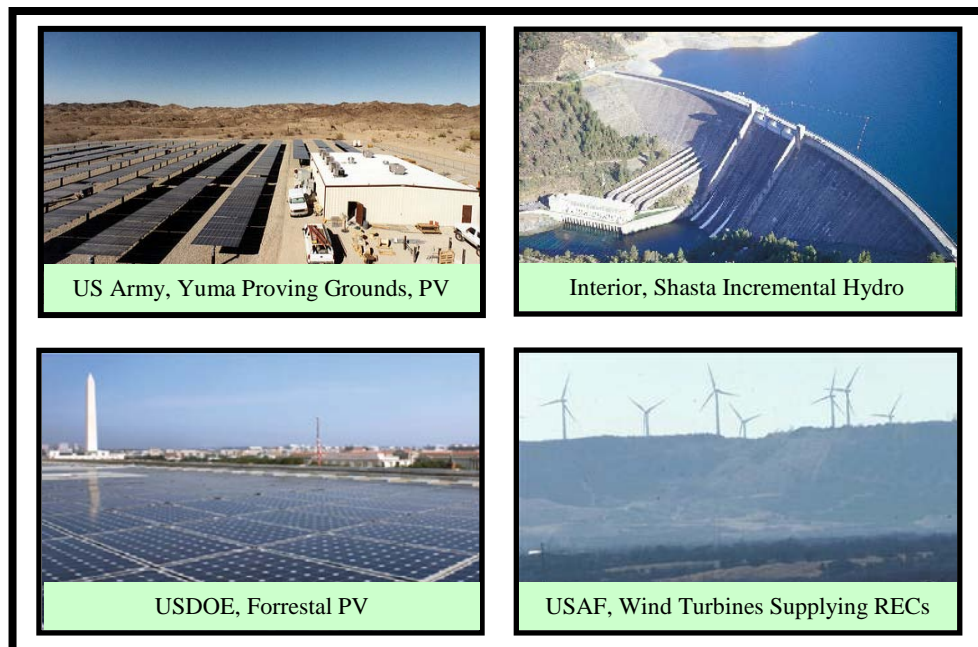 US Army, Yuma Proving Grounds, PV
Interior, Shasta Incremental Hydro
USDOE, Forrestal PV
USAF, Wind Turbines Supplying RECs